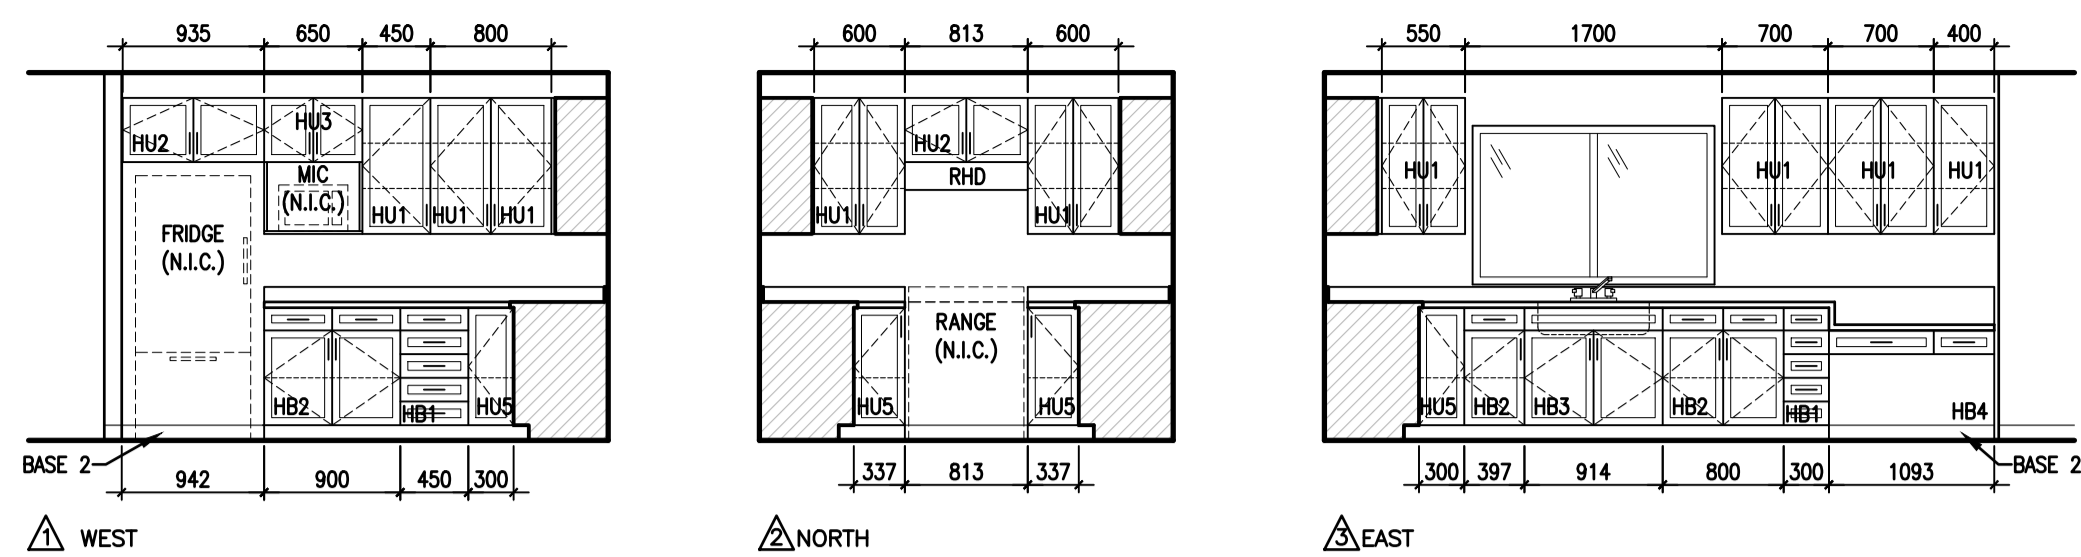 935 650 450 800
HU2
HU3
MIC
(N.I.C.)
HU1 HU1 HU1
FRIDGE
(N.I.C.)
HB2 HB1 HU5
BASE 2
942 900 450 300
1 WEST
600 813 600
HU2
RHD
HU1 HU1
RANGE
(N.I.C.)
HU5 HU5
337 813 337
2 NORTH
550 1700 700 700 400
HU1 HU1 HU1 HU1
HU5 HB2 HB3 HB2 HB1 HB4
BASE 2
300 397 914 800 300 1093
3 EAST